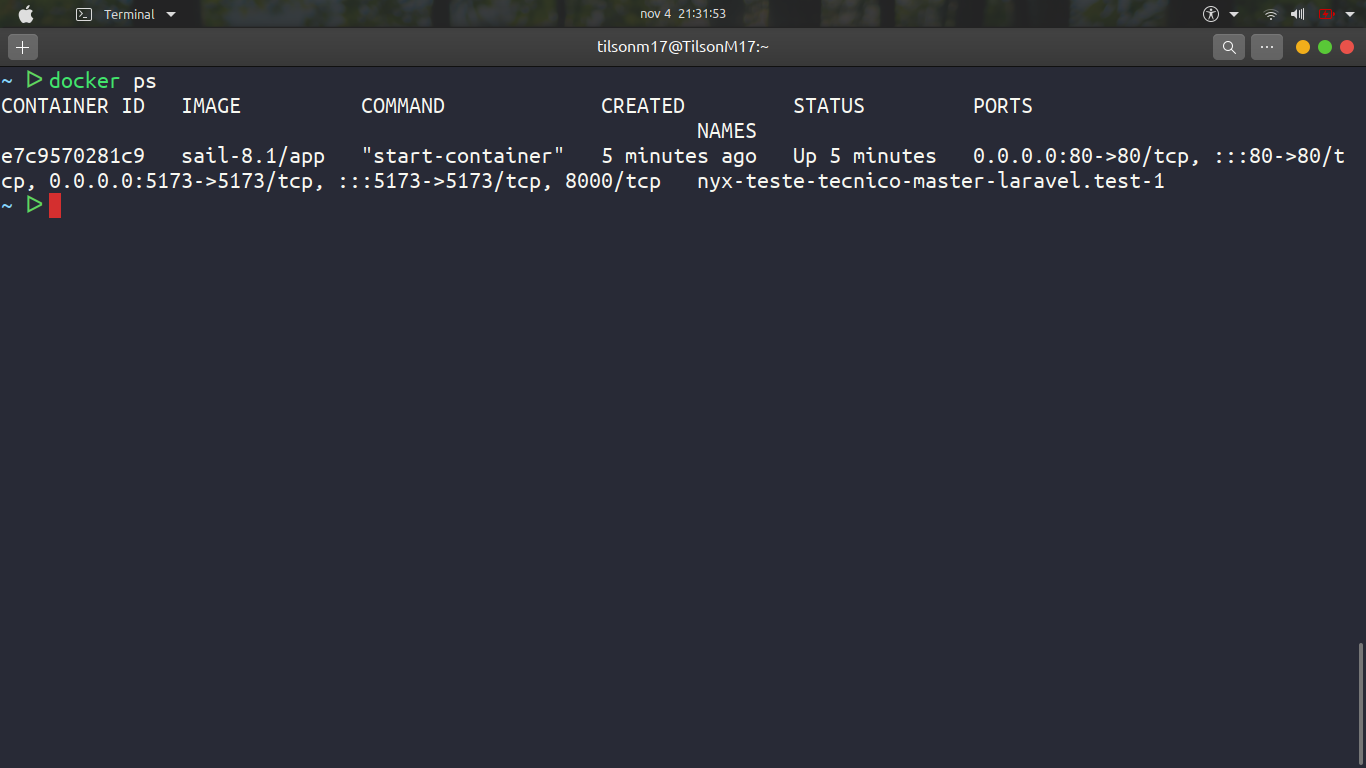 Terminal
nov 4 21:31:53
tilsonm17@TilsonM17:~
~ ▷ docker ps
CONTAINER ID   IMAGE          COMMAND             CREATED         STATUS         PORTS
                                                          NAMES
e7c9570281c9   sail-8.1/app   "start-container"   5 minutes ago   Up 5 minutes   0.0.0.0:80->80/tcp, :::80->80/t
cp, 0.0.0.0:5173->5173/tcp, :::5173->5173/tcp, 8000/tcp   nyx-teste-tecnico-master-laravel.test-1
~ ▷